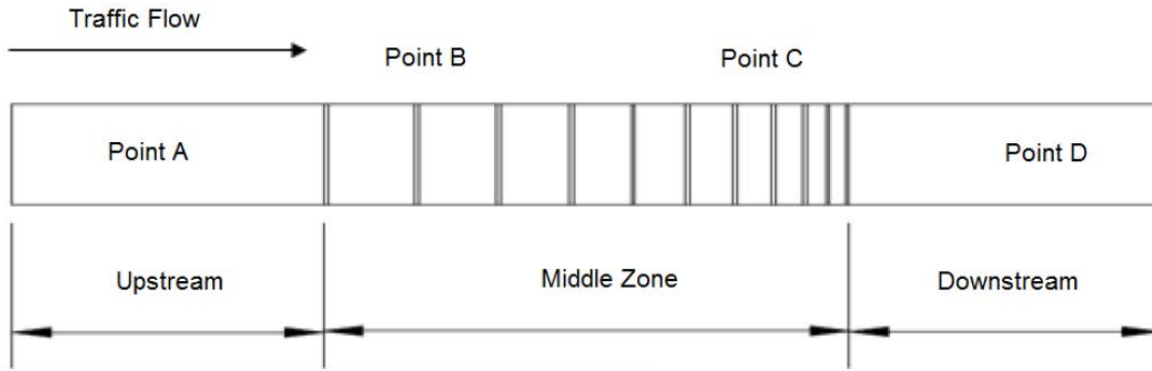 Traffic Flow
Point B
Point C
Point A
Point D
Upstream
Middle Zone
Downstream